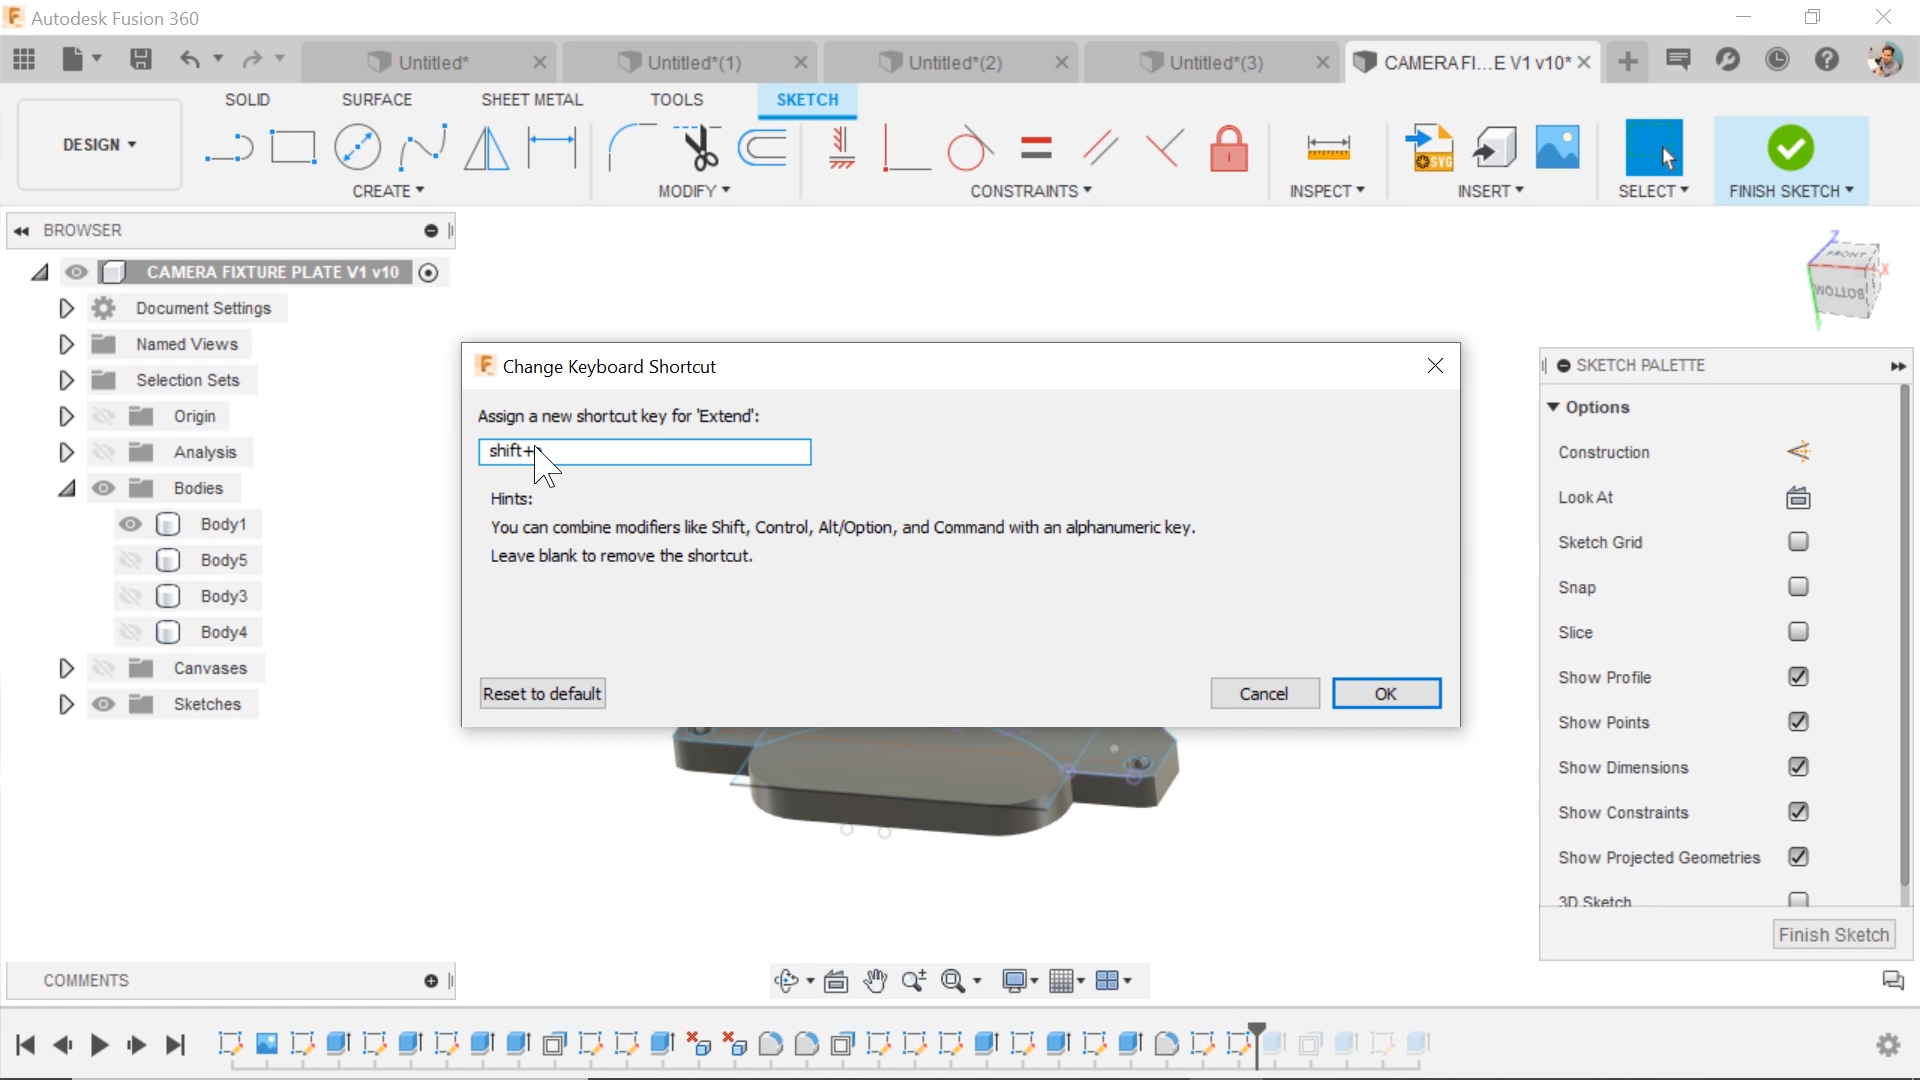 Autodesk Fusion 360
Untitled*
Untitled*(1)
Untitled*(2)
Untitled*(3)
CAMERA FI...E V1 v10*
SOLID
SURFACE
SHEET METAL
TOOLS
SKETCH
DESIGN
SVG
CREATE
MODIFY
CONSTRAINTS
INSPECT
INSERT
SELECT
FINISH SKETCH
BROWSER
CAMERA FIXTURE PLATE V1 v10
Document Settings
Named Views
Selection Sets
Origin
Analysis
Bodies
Body1
Body5
Body3
Body4
Canvases
Sketches
Z
FRONT
X
BOTTOM
Change Keyboard Shortcut
Assign a new shortcut key for 'Extend':
shift+
Hints:
You can combine modifiers like Shift, Control, Alt/Option, and Command with an alphanumeric key.
Leave blank to remove the shortcut.
Reset to default
Cancel
OK
SKETCH PALETTE
Options
Construction
Look At
Sketch Grid
Snap
Slice
Show Profile
Show Points
Show Dimensions
Show Constraints
Show Projected Geometries
3D Sketch
Finish Sketch
COMMENTS